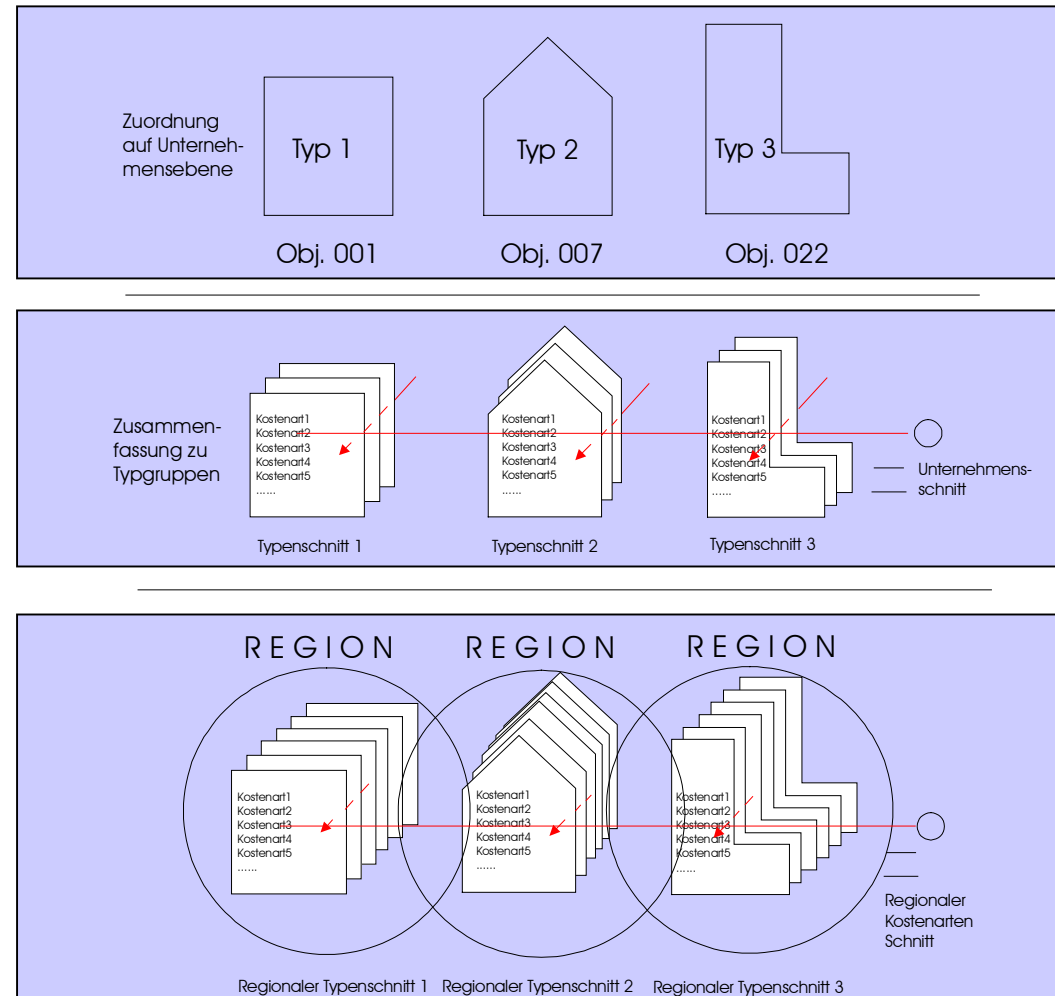 Zuordnung
auf Unterneh-
mensebene
Typ 1
Typ 2
Typ 3
Obj. 001
Obj. 007
Obj. 022
Zusammen-
fassung zu
Typgruppen
Kostenart1
Kostenart2
Kostenart3
Kostenart4
Kostenart5
......
Kostenart1
Kostenart2
Kostenart3
Kostenart4
Kostenart5
......
Kostenart1
Kostenart2
Kostenart3
Kostenart4
Kostenart5
......
Unternehmens-
schnitt
Typenschnitt 1
Typenschnitt 2
Typenschnitt 3
REGION
REGION
REGION
Kostenart1
Kostenart2
Kostenart3
Kostenart4
Kostenart5
......
Kostenart1
Kostenart2
Kostenart3
Kostenart4
Kostenart5
......
Kostenart1
Kostenart2
Kostenart3
Kostenart4
Kostenart5
......
Regionaler
Kostenarten
Schnitt
Regionaler Typenschnitt 1
Regionaler Typenschnitt 2
Regionaler Typenschnitt 3